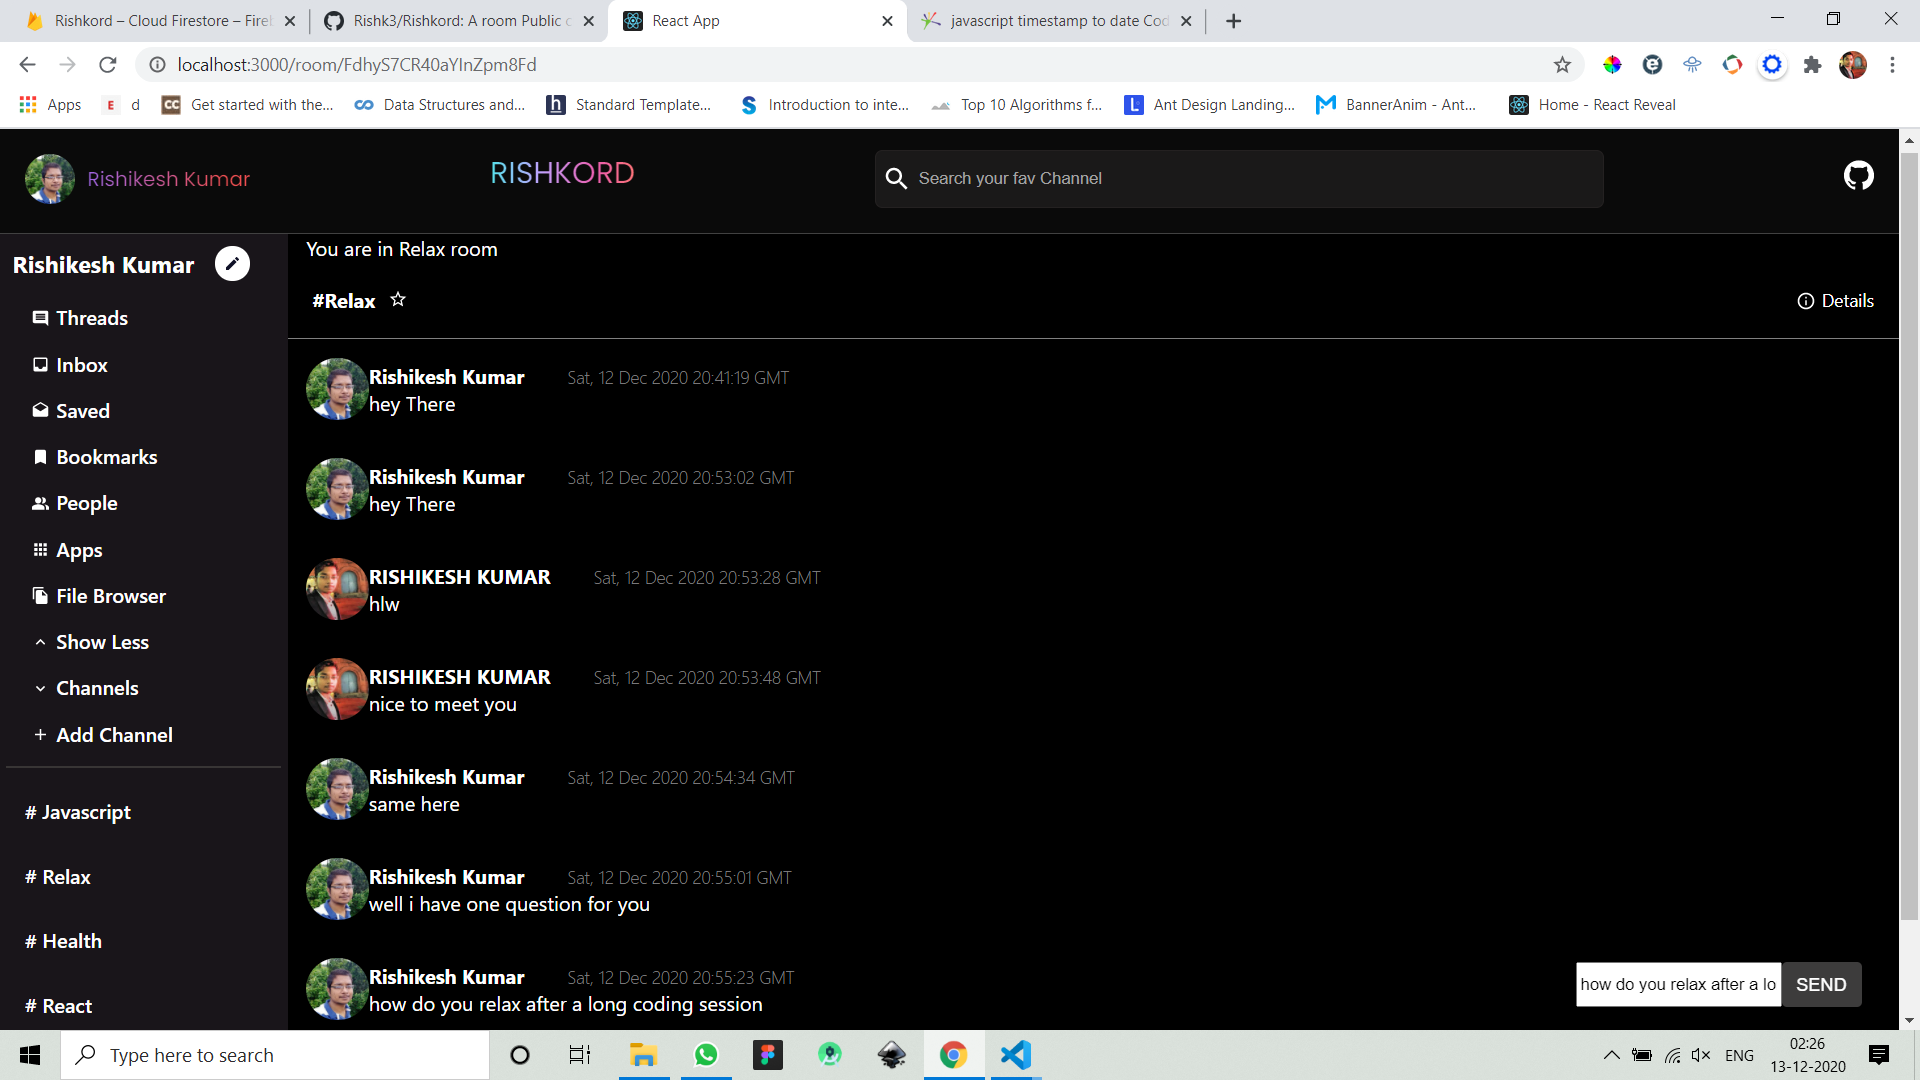 Rishkord – Cloud Firestore – Fire
Rishk3/Rishkord: A room Public c
React App
javascript timestamp to date Cod
localhost:3000/room/FdhyS7CR40aYInZpm8Fd
Apps
E d
CC Get started with the...
Data Structures and...
h Standard Template...
S Introduction to inte...
Top 10 Algorithms f...
L Ant Design Landing...
BannerAnim - Ant...
Home - React Reveal
Rishikesh Kumar
RISHKORD
Search your fav Channel
Rishikesh Kumar
Threads
Inbox
Saved
Bookmarks
People
Apps
File Browser
Show Less
Channels
+ Add Channel
# Javascript
# Relax
# Health
# React
You are in Relax room
#Relax
Details
Rishikesh Kumar Sat, 12 Dec 2020 20:41:19 GMT
hey There
Rishikesh Kumar Sat, 12 Dec 2020 20:53:02 GMT
hey There
RISHIKESH KUMAR Sat, 12 Dec 2020 20:53:28 GMT
hlw
RISHIKESH KUMAR Sat, 12 Dec 2020 20:53:48 GMT
nice to meet you
Rishikesh Kumar Sat, 12 Dec 2020 20:54:34 GMT
same here
Rishikesh Kumar Sat, 12 Dec 2020 20:55:01 GMT
well i have one question for you
Rishikesh Kumar Sat, 12 Dec 2020 20:55:23 GMT
how do you relax after a long coding session
how do you relax after a lo
SEND
Type here to search
ENG
02:26
13-12-2020